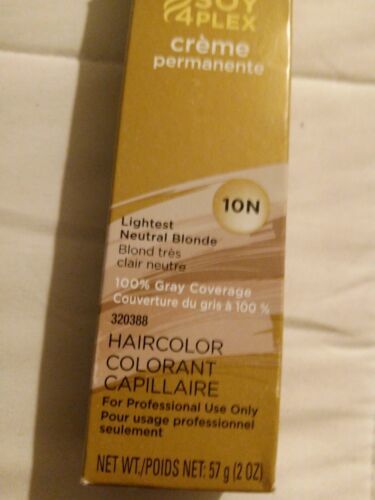 SOY
4PLEX
crème
permanente
10N
Lightest
Neutral Blonde
Blond très
clair neutre
100% Gray Coverage
Couverture du gris à 100 %
320388
HAIRCOLOR
COLORANT
CAPILLAIRE
For Professional Use Only
Pour usage professionnel
seulement
NET WT./POIDS NET: 57 g (2 OZ)